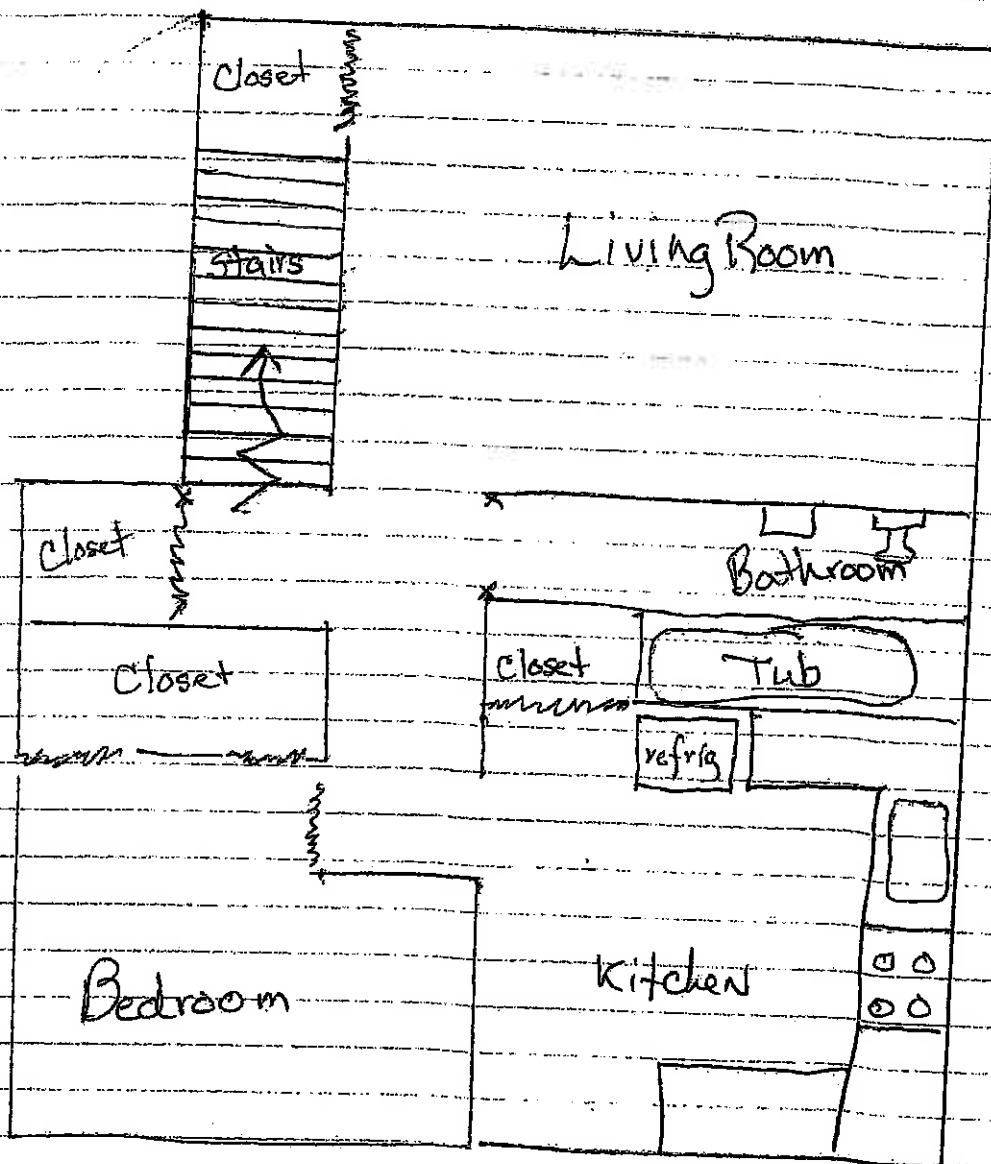 Closet
Living Room
Stairs
Closet
Bathroom
Closet
Closet
Tub
refrig
Kitchen
Bedroom